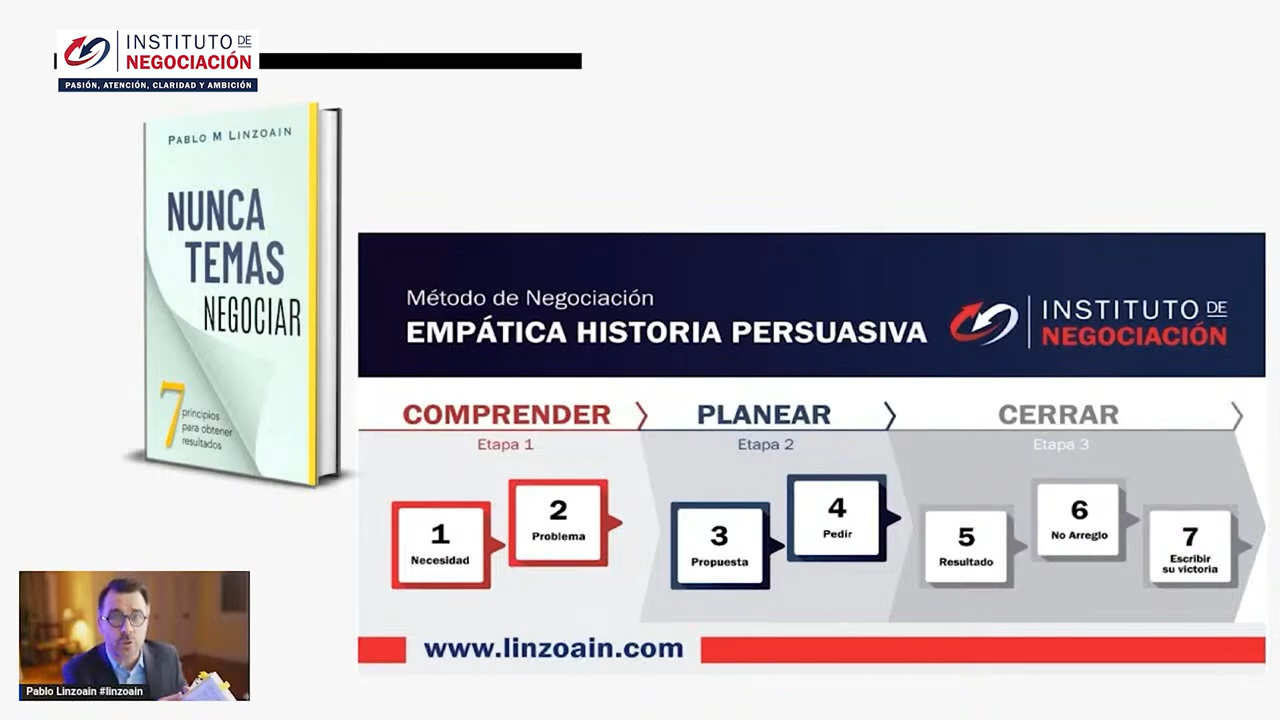 INSTITUTO DE
NEGOCIACIÓN
PASIÓN, ATENCIÓN, CLARIDAD Y AMBICIÓN
PABLO M LINZOAIN
NUNCA
TEMAS
NEGOCIAR
7 principios
para obtener
resultados
Método de Negociación
EMPÁTICA HISTORIA PERSUASIVA
INSTITUTO DE
NEGOCIACIÓN
COMPRENDER
Etapa 1
PLANEAR
Etapa 2
CERRAR
Etapa 3
1
Necesidad
2
Problema
3
Propuesta
4
Pedir
5
Resultado
6
No Arreglo
7
Escribir
su victoria
www.linzoain.com
Pablo Linzoain #linzoain